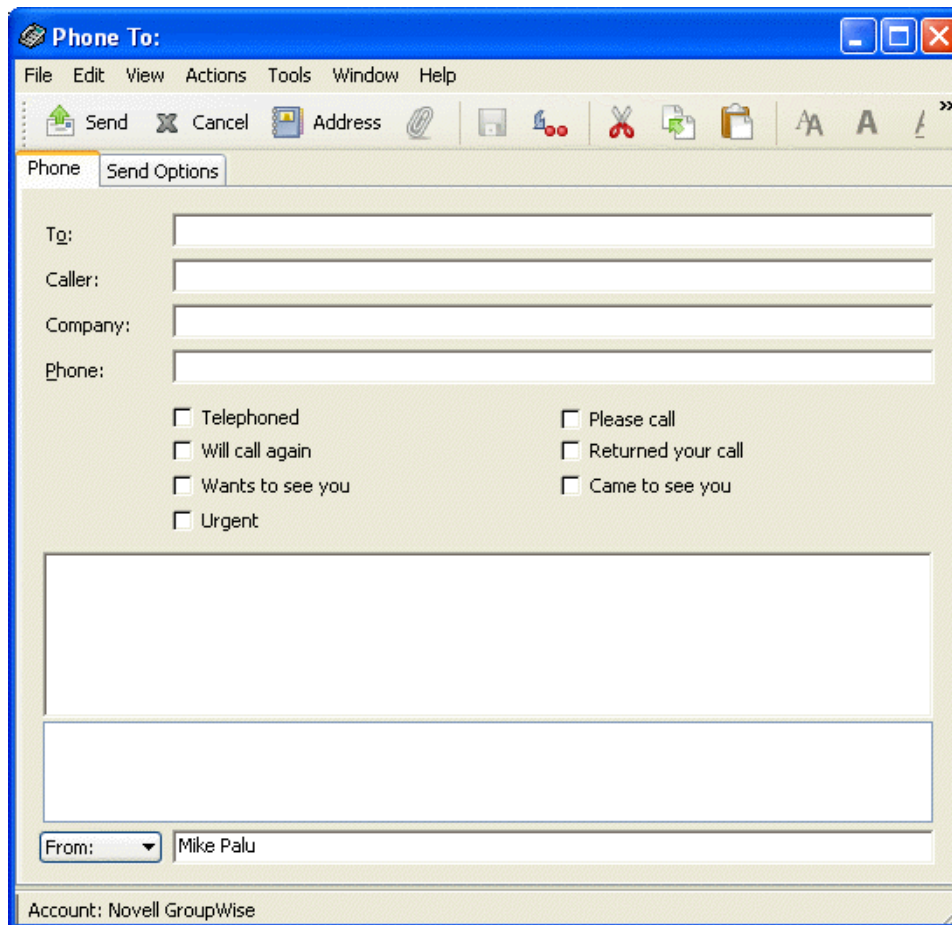 Phone To:
File Edit View Actions Tools Window Help
Send Cancel Address AA A A »
Phone Send Options
To:
Caller:
Company:
Phone:
Telephoned Please call
Will call again Returned your call
Wants to see you Came to see you
Urgent
From: Mike Palu
Account: Novell GroupWise